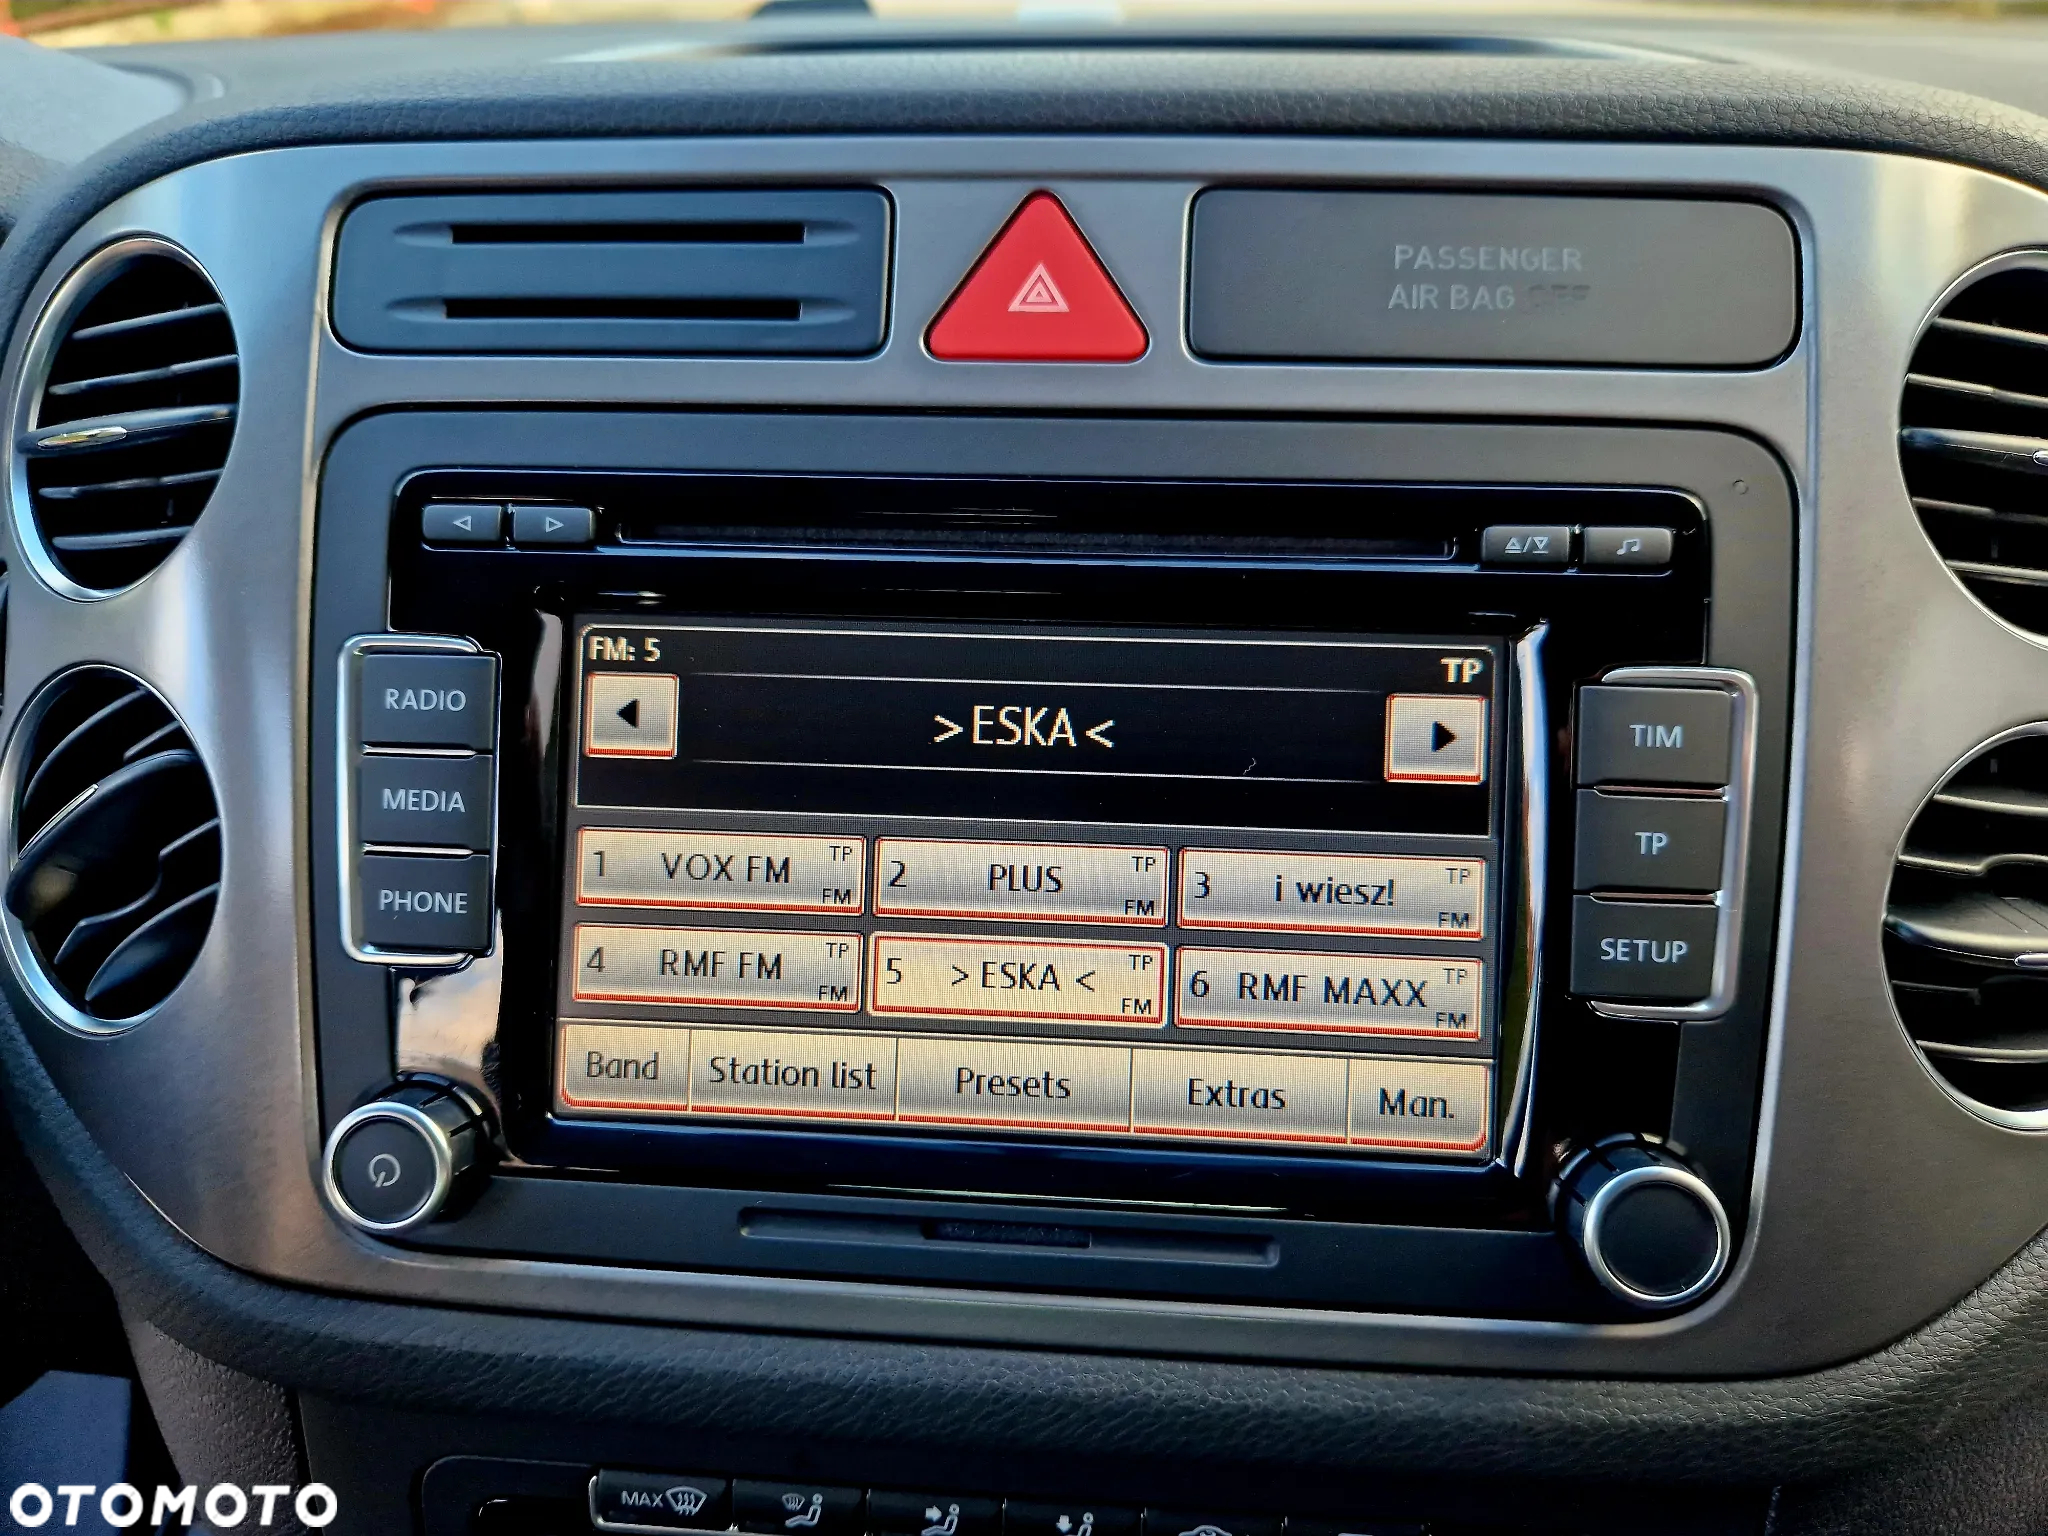 PASSENGER
AIR BAG OFF
FM: 5
TP
>ESKA<
RADIO
MEDIA
PHONE
TIM
TP
SETUP
1 VOX FM TP FM
2 PLUS TP FM
3 i wiesz! TP FM
4 RMF FM TP FM
5 >ESKA< TP FM
6 RMF MAXX TP FM
Band
Station list
Presets
Extras
Man.
MAX
OTOMOTO